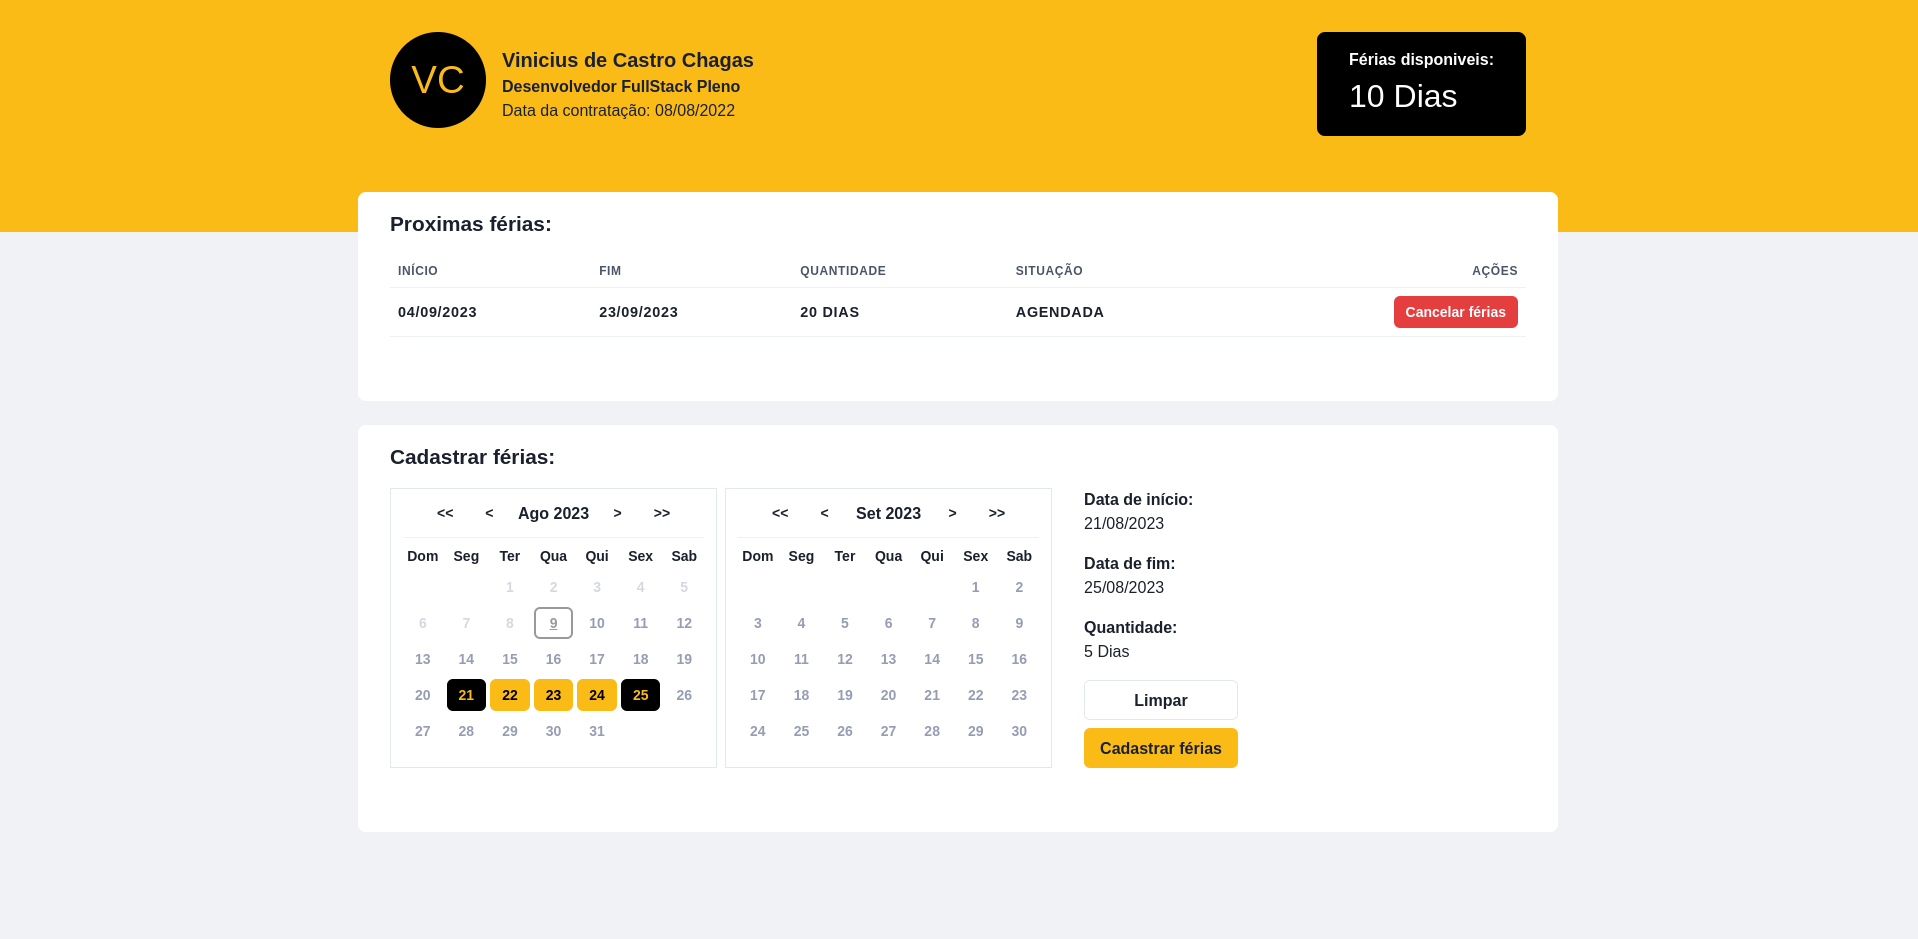 VC
Vinicius de Castro Chagas
Desenvolvedor FullStack Pleno
Data da contratação: 08/08/2022
Férias disponiveis:
10 Dias
Proximas férias:
INÍCIO FIM QUANTIDADE SITUAÇÃO AÇÕES
04/09/2023 23/09/2023 20 DIAS AGENDADA Cancelar férias
Cadastrar férias:
<< < Ago 2023 > >>
Dom Seg Ter Qua Qui Sex Sab
1 2 3 4 5
6 7 8 9 10 11 12
13 14 15 16 17 18 19
20 21 22 23 24 25 26
27 28 29 30 31
<< < Set 2023 > >>
Dom Seg Ter Qua Qui Sex Sab
1 2
3 4 5 6 7 8 9
10 11 12 13 14 15 16
17 18 19 20 21 22 23
24 25 26 27 28 29 30
Data de início:
21/08/2023
Data de fim:
25/08/2023
Quantidade:
5 Dias
Limpar
Cadastrar férias